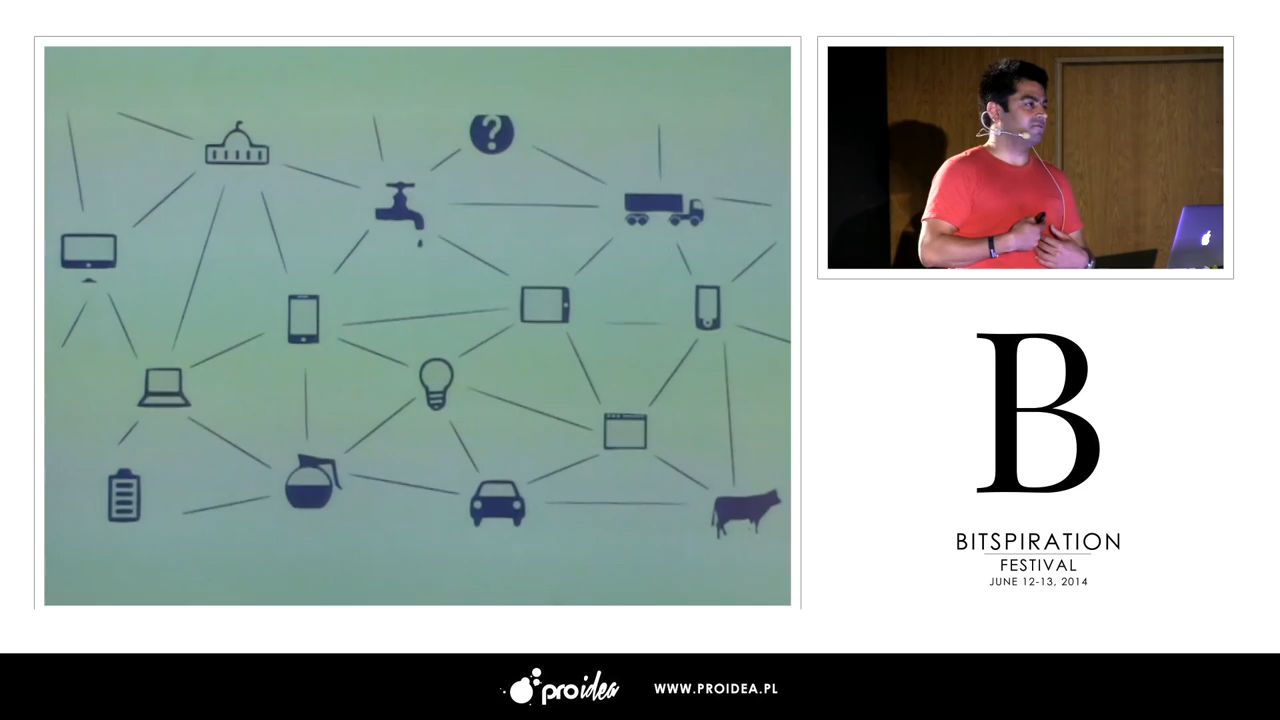 ?
B
BITSPIRATION
FESTIVAL
JUNE 12-13, 2014
proidea
WWW.PROIDEA.PL